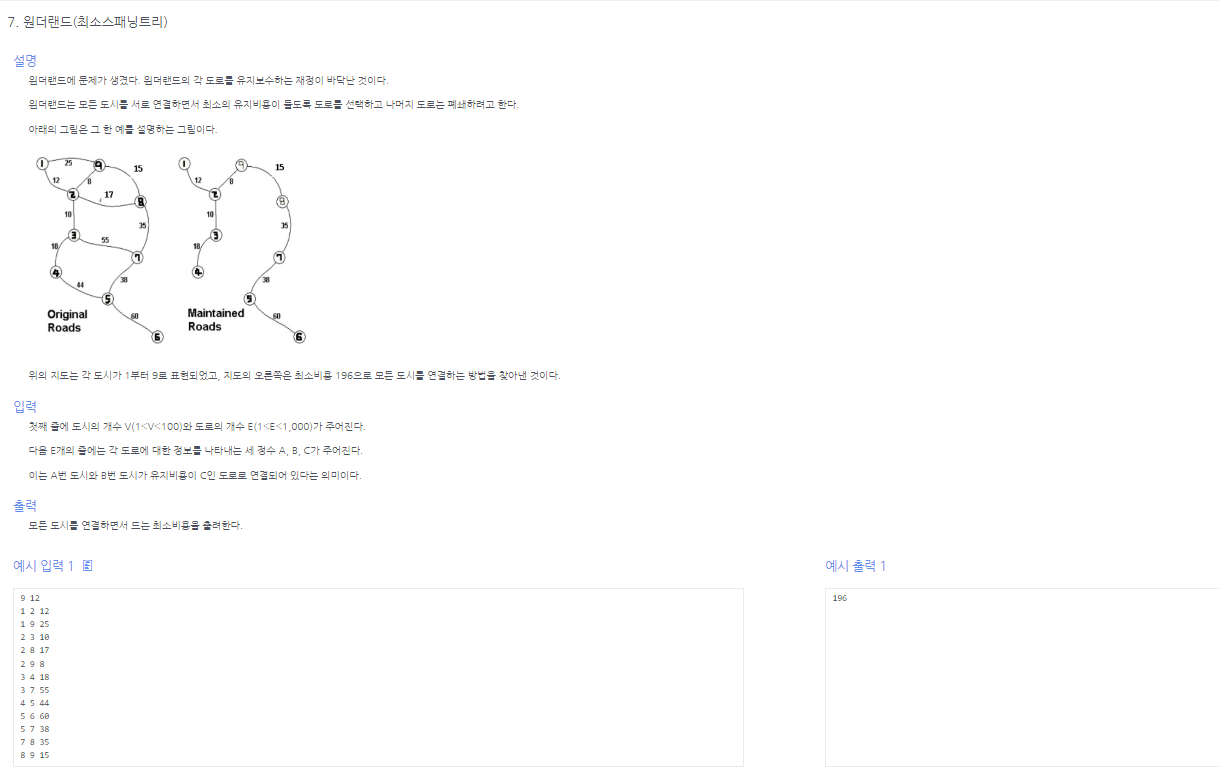 7. 원더랜드(최소스패닝트리)
설명
원더랜드에 문제가 생겼다. 원더랜드의 각 도로를 유지보수하는 재정이 바닥난 것이다.
원더랜드는 모든 도시를 서로 연결하면서 최소의 유지비용이 들도록 도로를 선택하고 나머지 도로는 폐쇄하려고 한다.
아래의 그림은 그 한 예를 설명하는 그림이다.
1 25 9 15
12 8
2 17 8
10 35
3 55
18 7
4 44 38
5
Original
Roads
60
6
1 9 15
12 8
2 8
10 35
3
18 7
4 38
5
Maintained
Roads
60
6
위의 지도는 각 도시가 1부터 9로 표현되었고, 지도의 오른쪽은 최소비용 196으로 모든 도시를 연결하는 방법을 찾아낸 것이다.
입력
첫째 줄에 도시의 개수 V(1<V<100)와 도로의 개수 E(1<E<1,000)가 주어진다.
다음 E개의 줄에는 각 도로에 대한 정보를 나타내는 세 정수 A, B, C가 주어진다.
이는 A번 도시와 B번 도시가 유지비용이 C인 도로로 연결되어 있다는 의미이다.
출력
모든 도시를 연결하면서 드는 최소비용을 출려한다.
예시 입력 1
9 12
1 2 12
1 9 25
2 3 10
2 8 17
2 9 8
3 4 18
3 7 55
4 5 44
5 6 60
5 7 38
7 8 35
8 9 15
예시 출력 1
196